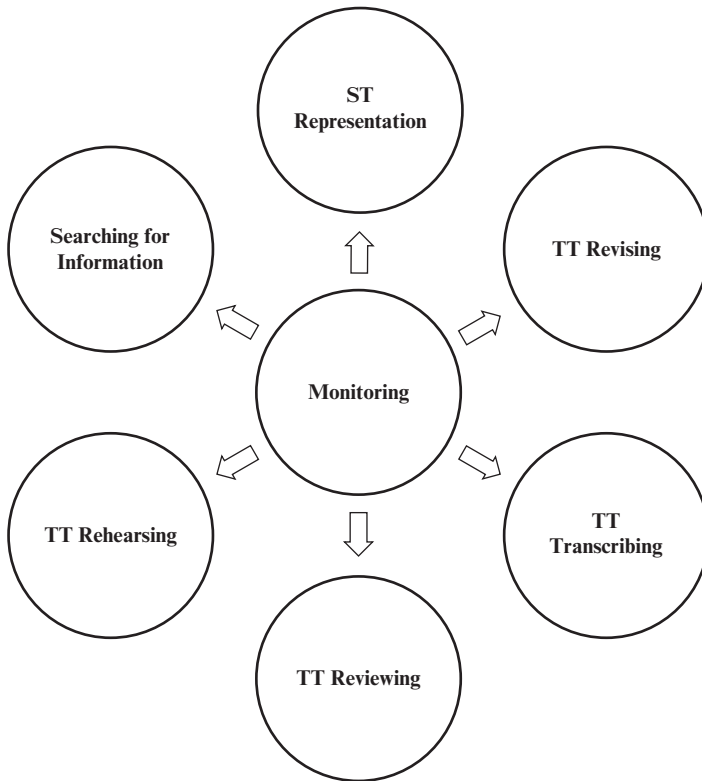 ST
Representation
Searching for
Information
TT Revising
Monitoring
TT Rehearsing
TT
Transcribing
TT Reviewing